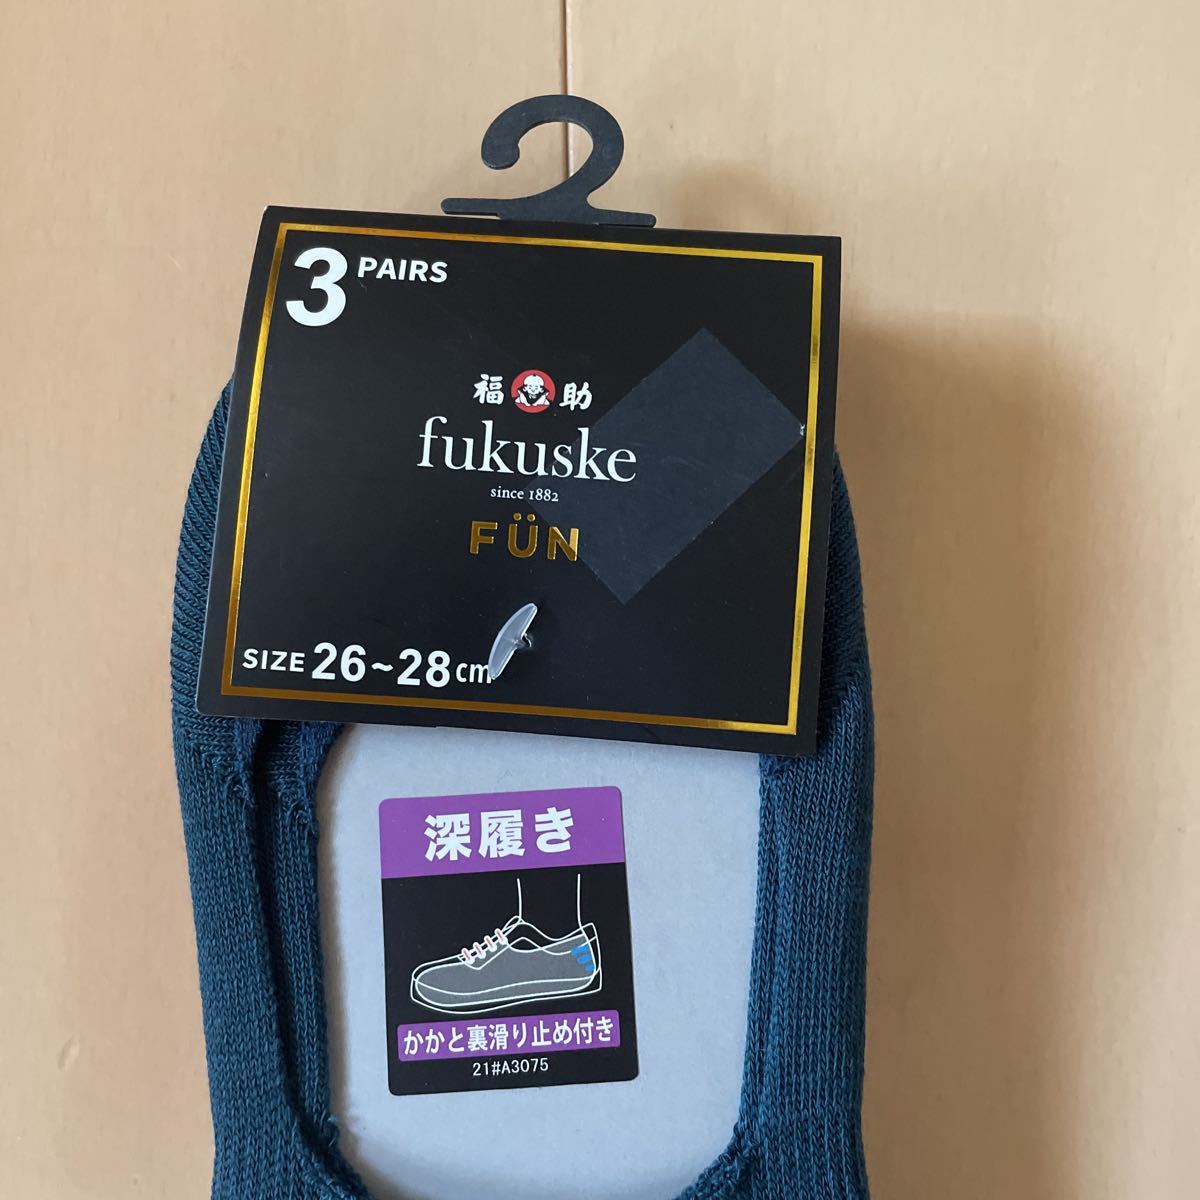 3 PAIRS
福助
fukuske
since 1882
FÜN
SIZE 26~28cm
深履き
かかと裏滑り止め付き
21#A3075